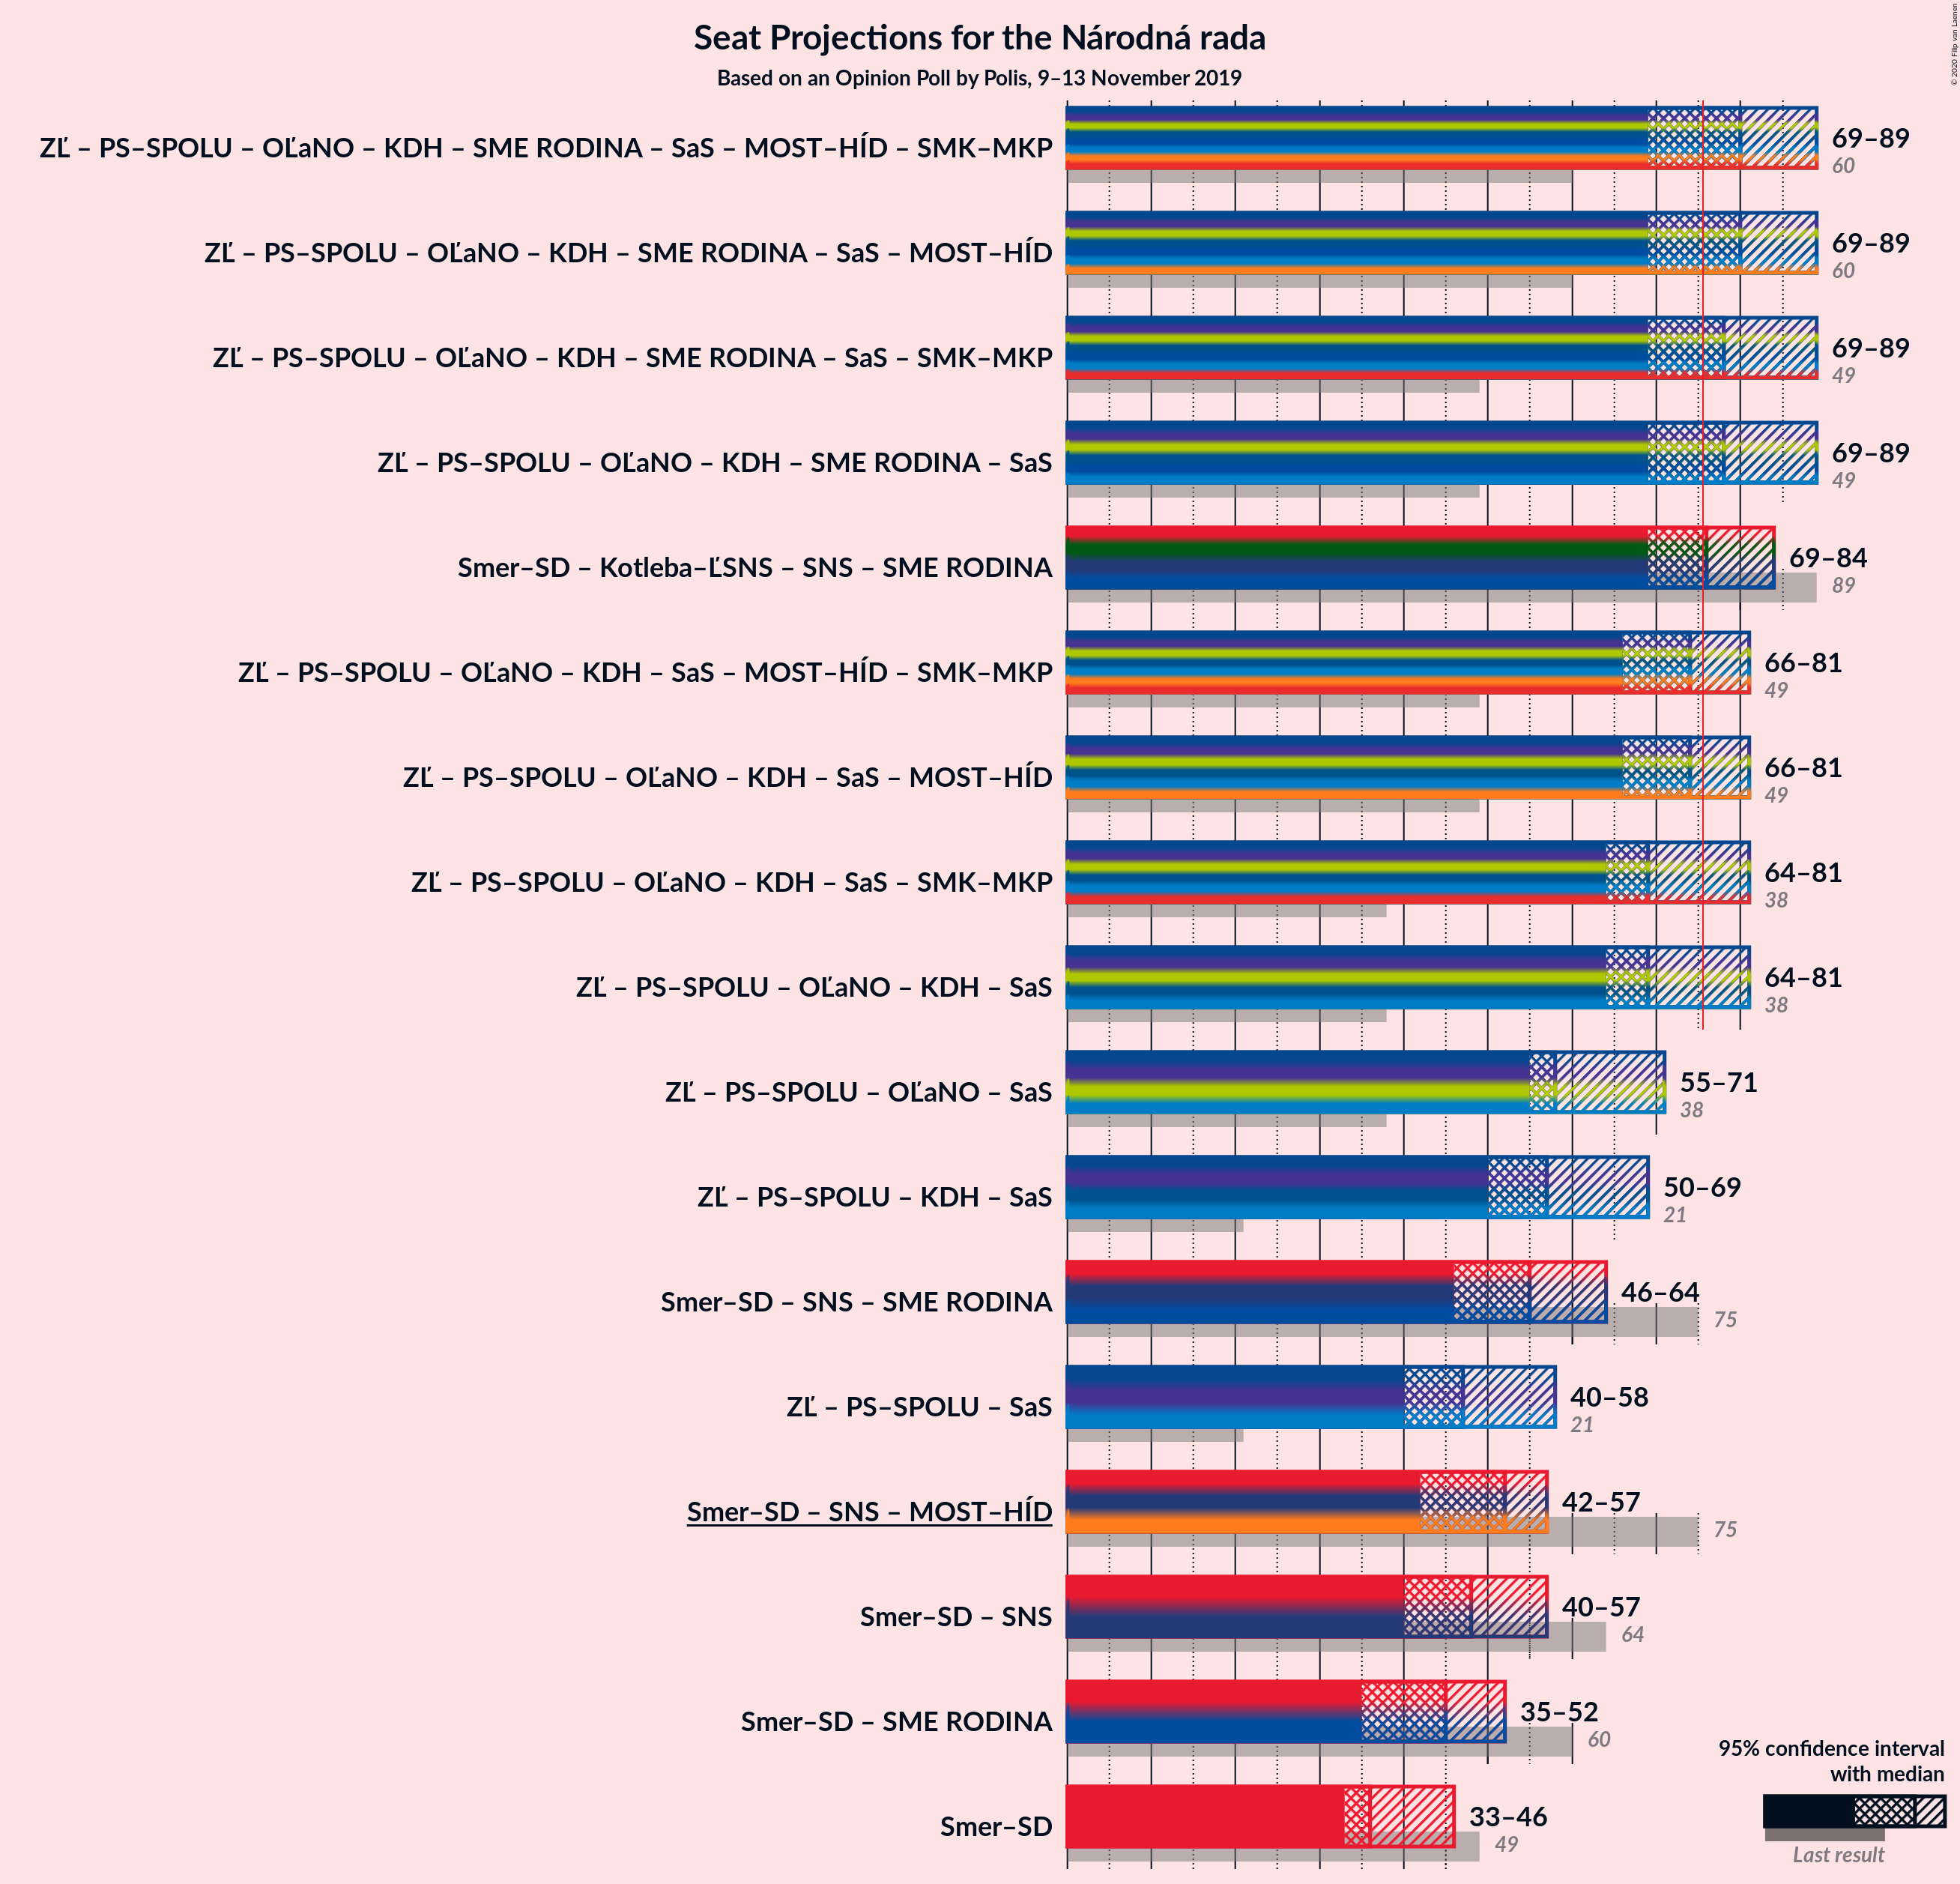 Seat Projections for the Národná rada
Based on an Opinion Poll by Polis, 9–13 November 2019
© 2020 Filip van Laenen
ZĽ – PS–SPOLU – OĽaNO – KDH – SME RODINA – SaS – MOST–HÍD – SMK–MKP
69–89
60
ZĽ – PS–SPOLU – OĽaNO – KDH – SME RODINA – SaS – MOST–HÍD
69–89
60
ZĽ – PS–SPOLU – OĽaNO – KDH – SME RODINA – SaS – SMK–MKP
69–89
49
ZĽ – PS–SPOLU – OĽaNO – KDH – SME RODINA – SaS
69–89
49
Smer–SD – Kotleba–ĽSNS – SNS – SME RODINA
69–84
89
ZĽ – PS–SPOLU – OĽaNO – KDH – SaS – MOST–HÍD – SMK–MKP
66–81
49
ZĽ – PS–SPOLU – OĽaNO – KDH – SaS – MOST–HÍD
66–81
49
ZĽ – PS–SPOLU – OĽaNO – KDH – SaS – SMK–MKP
64–81
38
ZĽ – PS–SPOLU – OĽaNO – KDH – SaS
64–81
38
ZĽ – PS–SPOLU – OĽaNO – SaS
55–71
38
ZĽ – PS–SPOLU – KDH – SaS
50–69
21
Smer–SD – SNS – SME RODINA
46–64
75
ZĽ – PS–SPOLU – SaS
40–58
21
Smer–SD – SNS – MOST–HÍD
42–57
75
Smer–SD – SNS
40–57
64
Smer–SD – SME RODINA
35–52
60
Smer–SD
33–46
49
95% confidence interval
with median
Last result